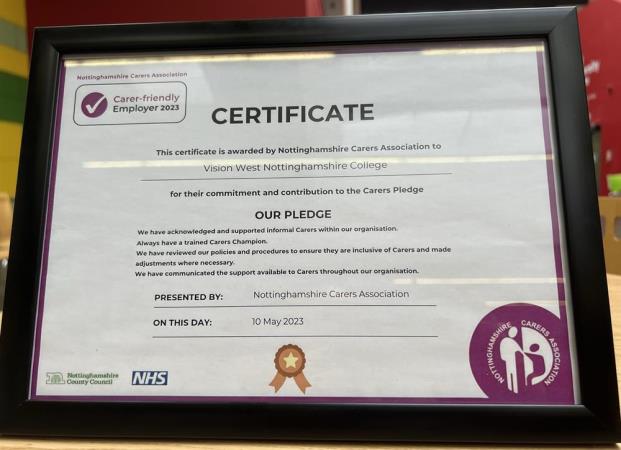 Nottinghamshire Carers Association
Carer-friendly
Employer 2023
CERTIFICATE
This certificate is awarded by Nottinghamshire Carers Association to
Vision West Nottinghamshire College
for their commitment and contribution to the Carers Pledge
OUR PLEDGE
We have acknowledged and supported informal Carers within our organisation.
Always have a trained Carers Champion.
We have reviewed our policies and procedures to ensure they are inclusive of Carers and made
adjustments where necessary.
We have communicated the support available to Carers throughout our organisation.
PRESENTED BY: Nottinghamshire Carers Association
ON THIS DAY: 10 May 2023
Nottinghamshire
County Council
NHS
NOTTINGHAMSHIRE CARERS ASSOCIATION